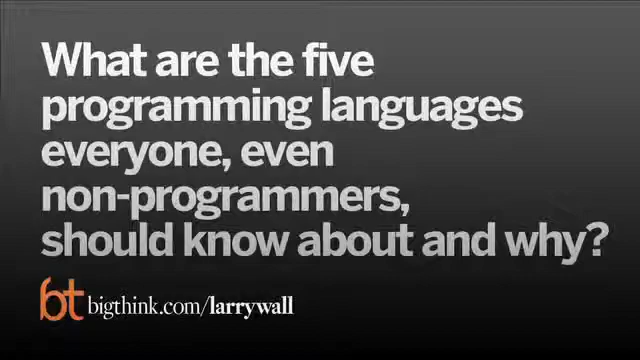 What are the five
programming languages
everyone, even
non-programmers,
should know about and why?
bt bigthink.com/larrywall